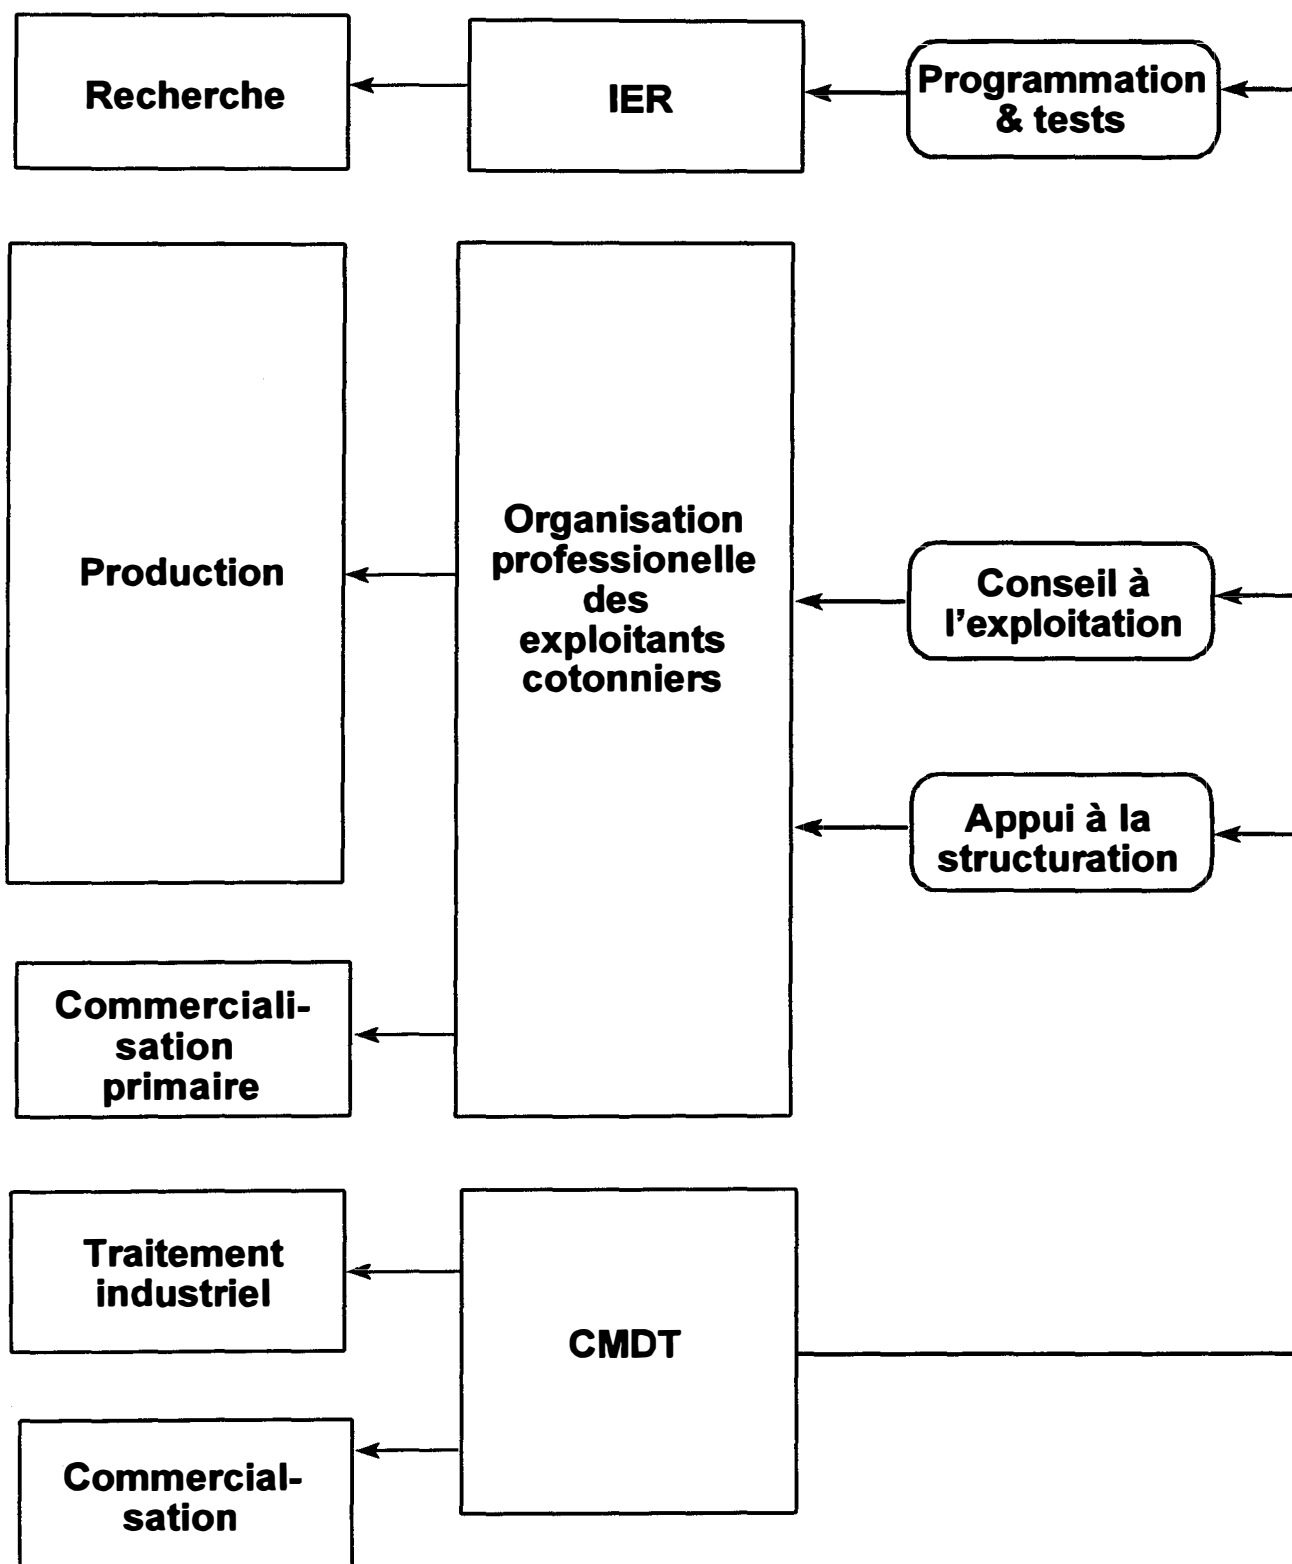 Recherche
IER
Programmation
& tests
Production
Organisation
professionelle
des
exploitants
cotonniers
Conseil à
l'exploitation
Appui à la
structuration
Commerciali-
sation
primaire
Traitement
industriel
CMDT
Commercial-
sation